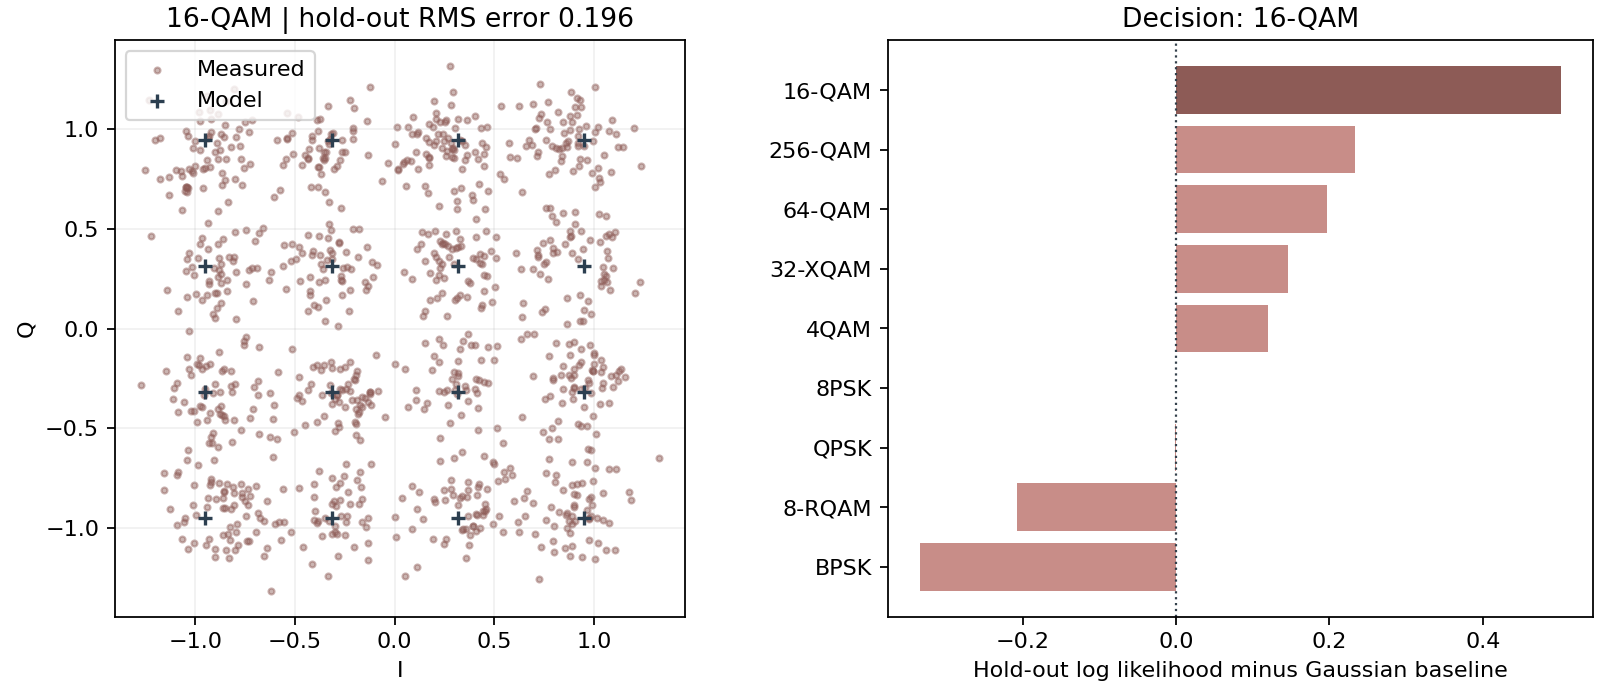 16-QAM | hold-out RMS error 0.196
Measured
Model
1.0
0.5
0.0
−0.5
−1.0
Q
−1.0
−0.5
0.0
0.5
1.0
I
Decision: 16-QAM
16-QAM
256-QAM
64-QAM
32-XQAM
4QAM
8PSK
QPSK
8-RQAM
BPSK
−0.2
0.0
0.2
0.4
Hold-out log likelihood minus Gaussian baseline